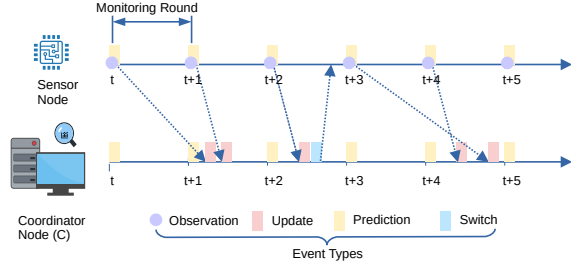 Monitoring Round
Sensor
Node
t
t+1
t+2
t+3
t+4
t+5
t
t+1
t+2
t+3
t+4
t+5
Coordinator
Node (C)
Observation
Update
Prediction
Switch
Event Types